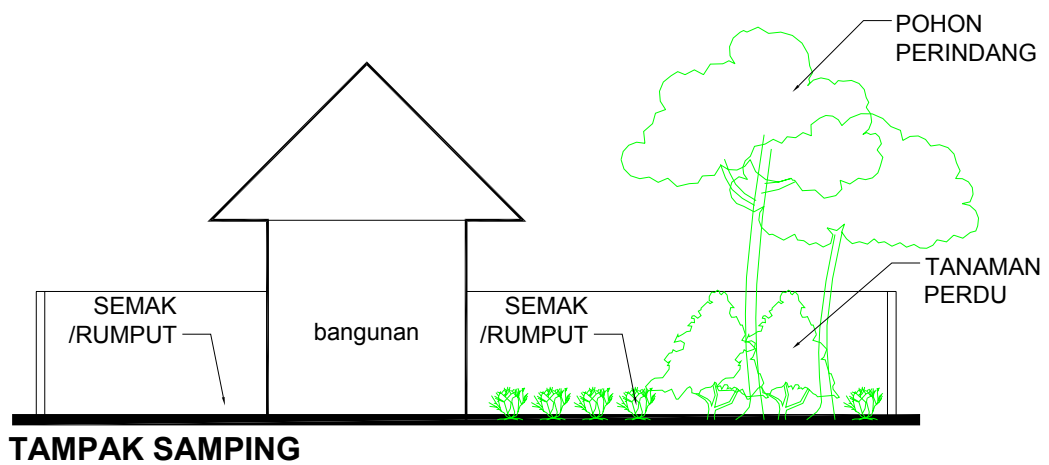 POHON
PERINDANG
TANAMAN
PERDU
SEMAK
/RUMPUT
bangunan
SEMAK
/RUMPUT
TAMPAK SAMPING